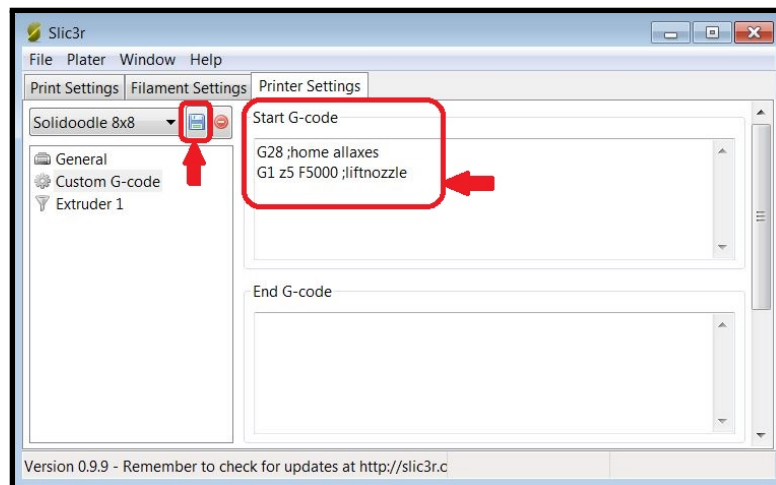 Slic3r
File Plater Window Help
Print Settings Filament Settings Printer Settings
Solidoodle 8x8
General
Custom G-code
Extruder 1
Start G-code
G28 ;home allaxes
G1 z5 F5000 ;liftnozzle
End G-code
Version 0.9.9 - Remember to check for updates at http://slic3r.c